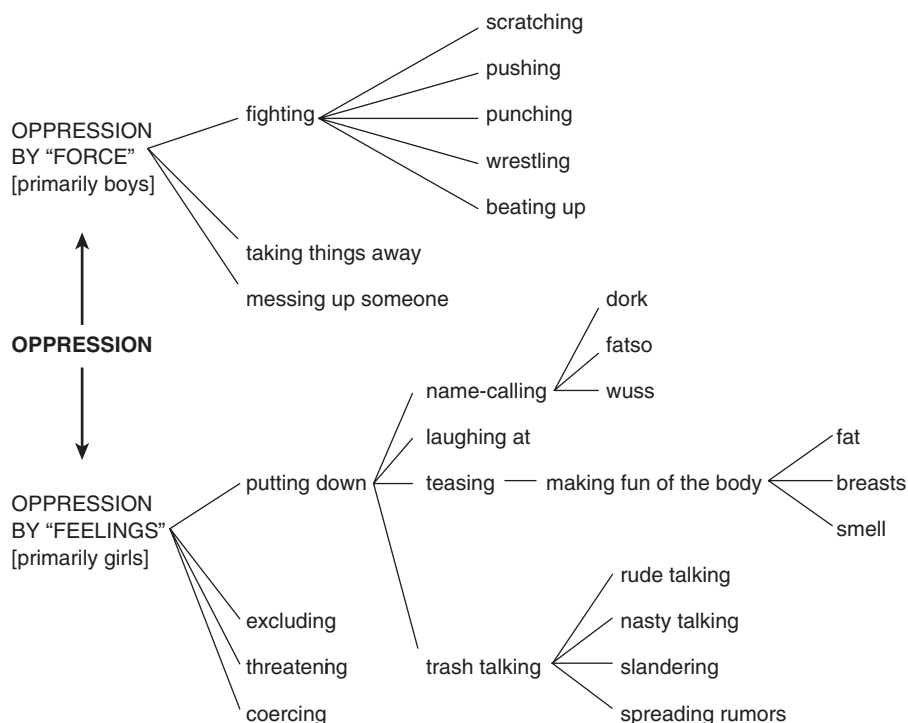 scratching
pushing
fighting
punching
OPPRESSION
BY “FORCE”
[primarily boys]
wrestling
beating up
taking things away
messing up someone
dork
OPPRESSION
fatso
name-calling
wuss
laughing at
fat
putting down
teasing
making fun of the body
breasts
OPPRESSION
BY “FEELINGS”
[primarily girls]
smell
rude talking
excluding
nasty talking
threatening
trash talking
slandering
coercing
spreading rumors